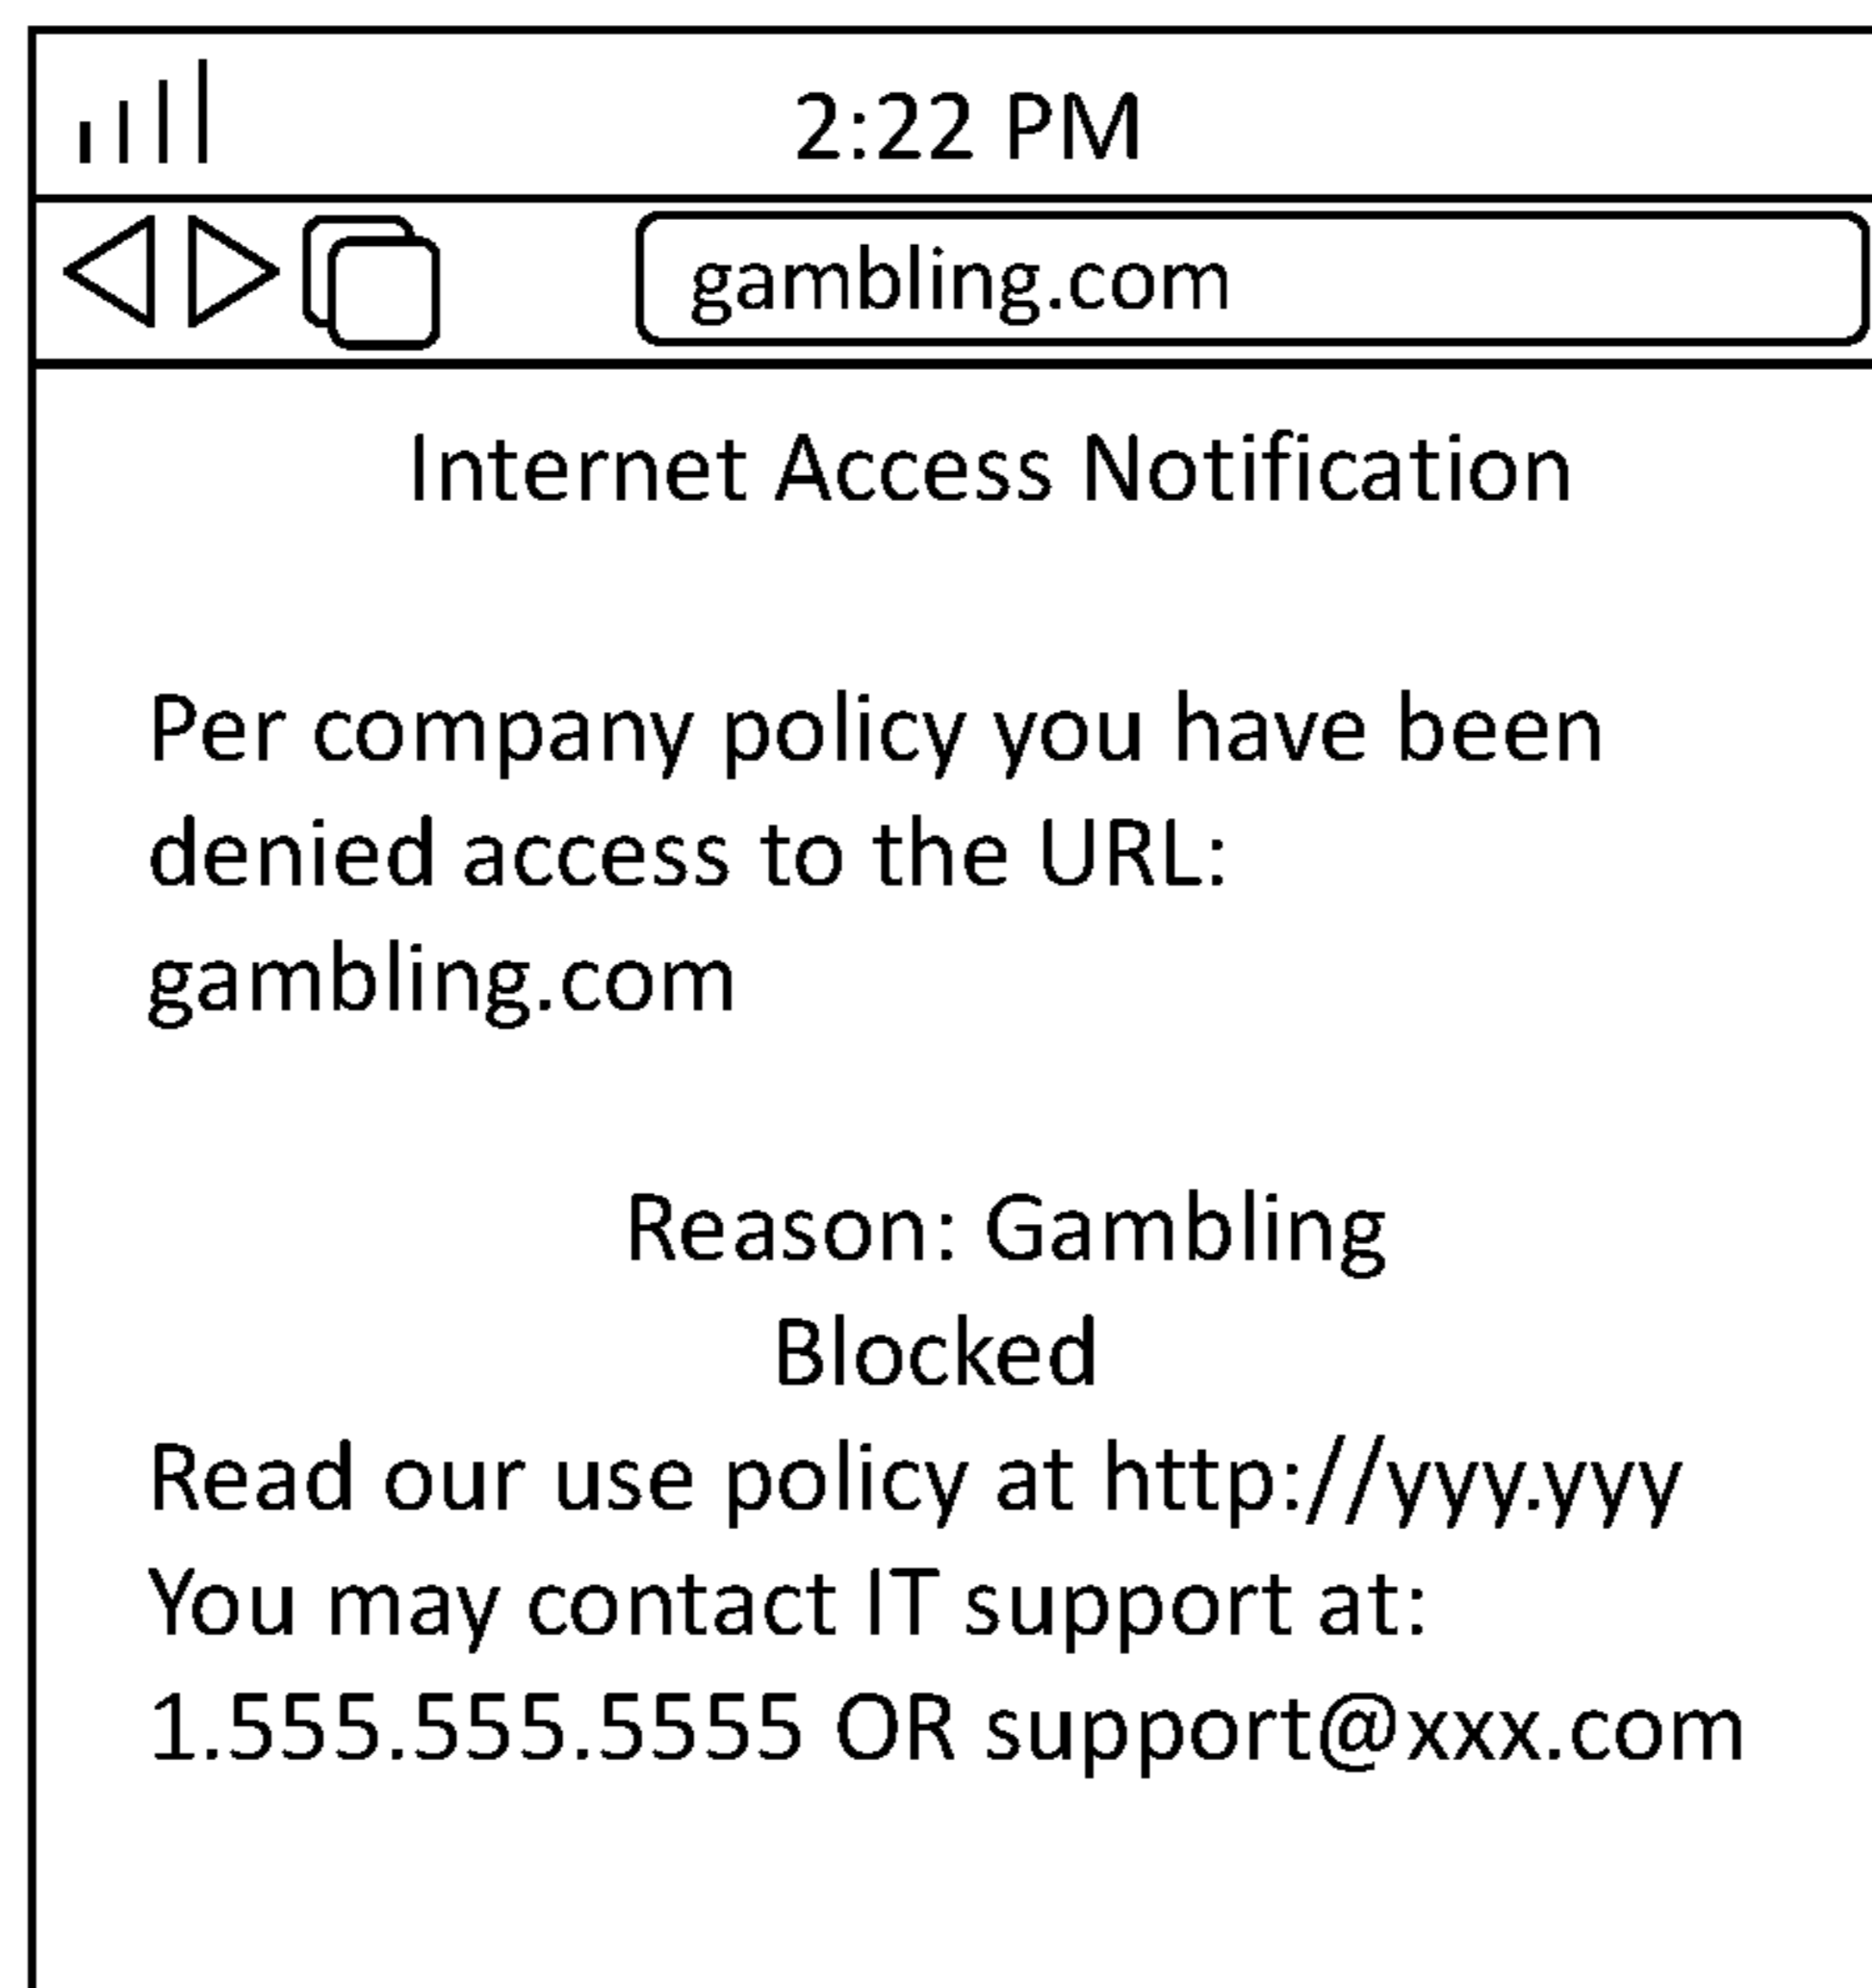 2:22 PM
gambling.com
Internet Access Notification
Per company policy you have been
denied access to the URL:
gambling.com
Reason: Gambling
Blocked
Read our use policy at http://yyy.yyy
You may contact IT support at:
1.555.555.5555 OR support@xxx.com